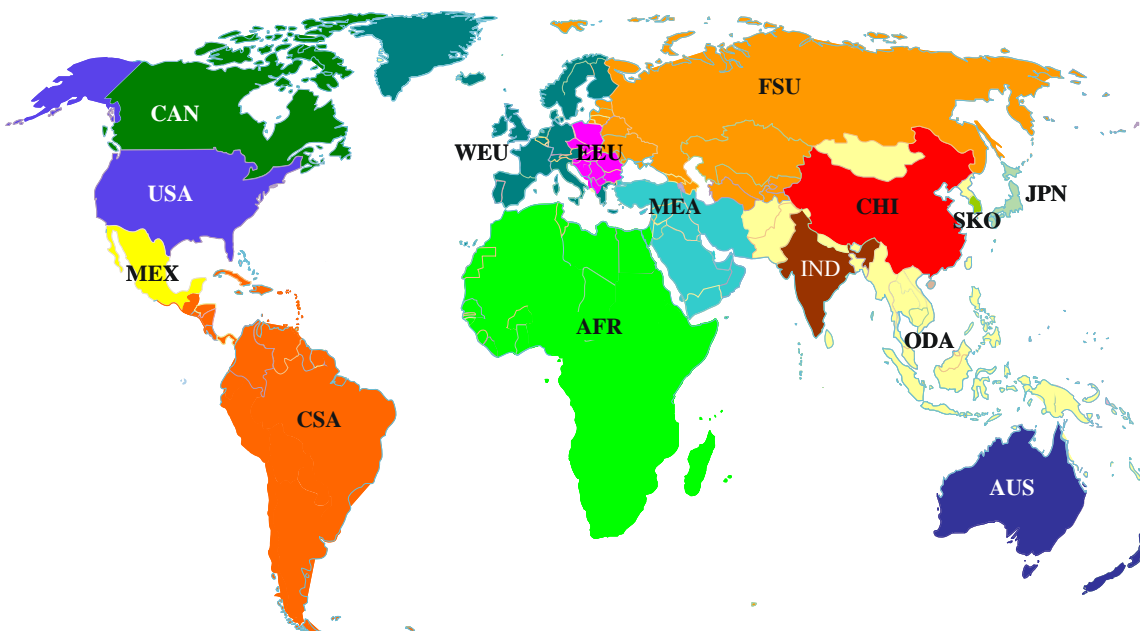 FSU
CAN
WEU
EEU
USA
MEA
CHI
JPN
SKO
MEX
IND
AFR
ODA
CSA
AUS